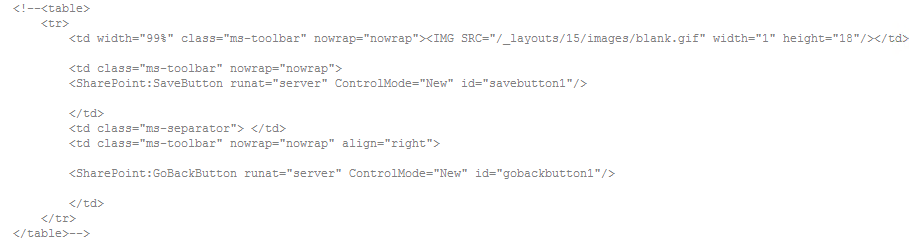 <!--<table>
<tr>
<td width="99%" class="ms-toolbar" nowrap="nowrap"><IMG SRC="/_layouts/15/images/blank.gif" width="1" height="18"/></td>
<td class="ms-toolbar" nowrap="nowrap">
<SharePoint:SaveButton runat="server" ControlMode="New" id="savebutton1"/>
</td>
<td class="ms-separator"> </td>
<td class="ms-toolbar" nowrap="nowrap" align="right">
<SharePoint:GoBackButton runat="server" ControlMode="New" id="gobackbutton1"/>
</td>
</tr>
</table>-->